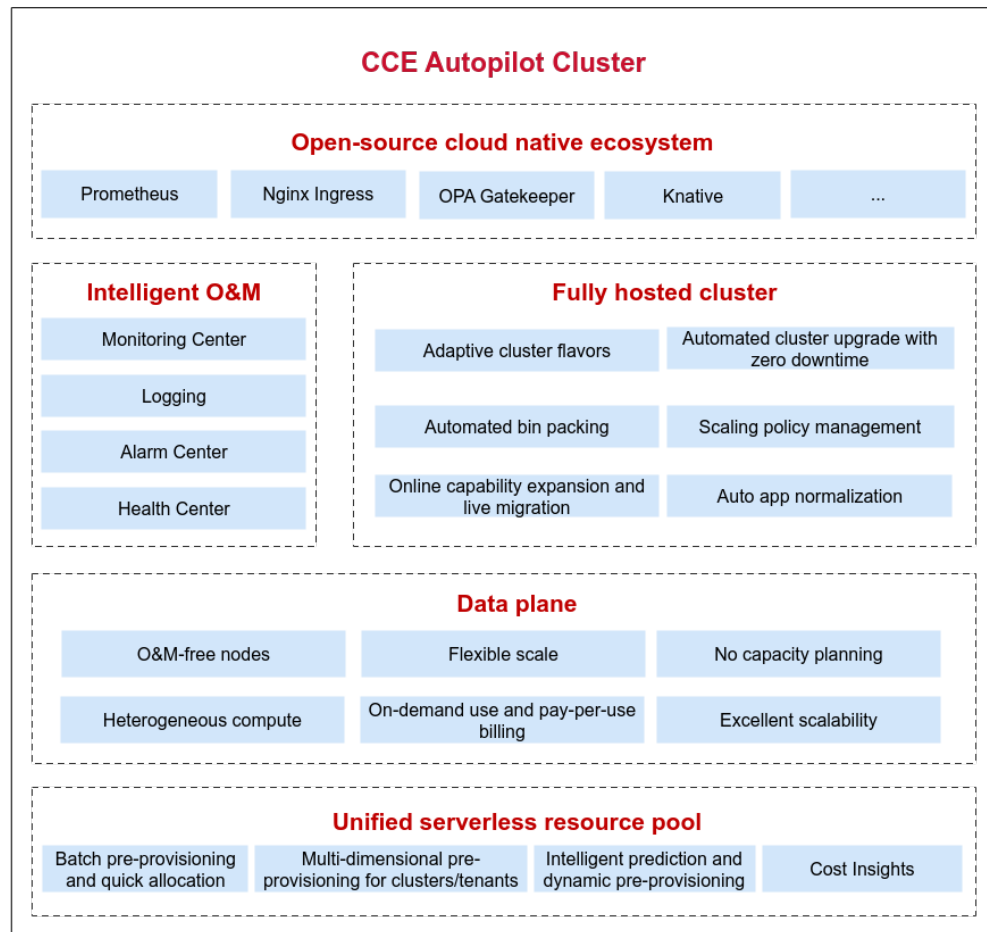 CCE Autopilot Cluster
Open-source cloud native ecosystem
Prometheus
Nginx Ingress
OPA Gatekeeper
Knative
...
Intelligent O&M
Monitoring Center
Logging
Alarm Center
Health Center
Fully hosted cluster
Adaptive cluster flavors
Automated cluster upgrade with
zero downtime
Automated bin packing
Scaling policy management
Online capability expansion and
live migration
Auto app normalization
Data plane
O&M-free nodes
Flexible scale
No capacity planning
Heterogeneous compute
On-demand use and pay-per-use
billing
Excellent scalability
Unified serverless resource pool
Batch pre-provisioning
and quick allocation
Multi-dimensional pre-
provisioning for clusters/tenants
Intelligent prediction and
dynamic pre-provisioning
Cost Insights